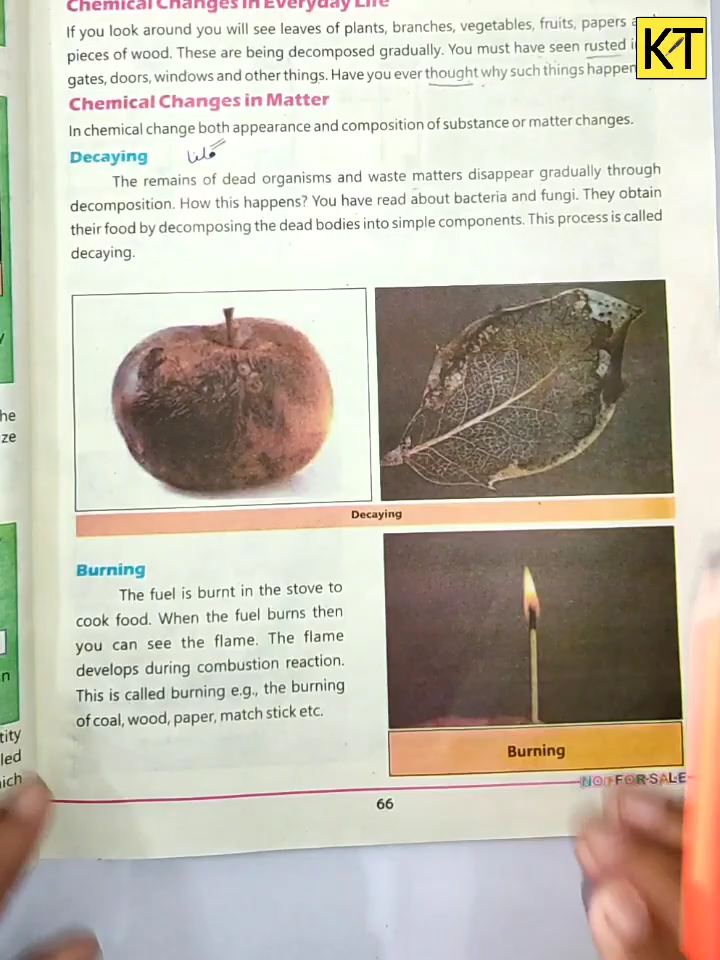 Chemical Changes in Everyday Life
If you look around you will see leaves of plants, branches, vegetables, fruits, papers
pieces of wood. These are being decomposed gradually. You must have seen rusted
gates, doors, windows and other things. Have you ever thought why such things happen
KT
Chemical Changes in Matter
In chemical change both appearance and composition of substance or matter changes.
Decaying
The remains of dead organisms and waste matters disappear gradually through
decomposition. How this happens? You have read about bacteria and fungi. They obtain
their food by decomposing the dead bodies into simple components. This process is called
decaying.
Decaying
Burning
The fuel is burnt in the stove to
cook food. When the fuel burns then
you can see the flame. The flame
develops during combustion reaction.
This is called burning e.g., the burning
of coal, wood, paper, match stick etc.
Burning
NOT FOR SALE
66